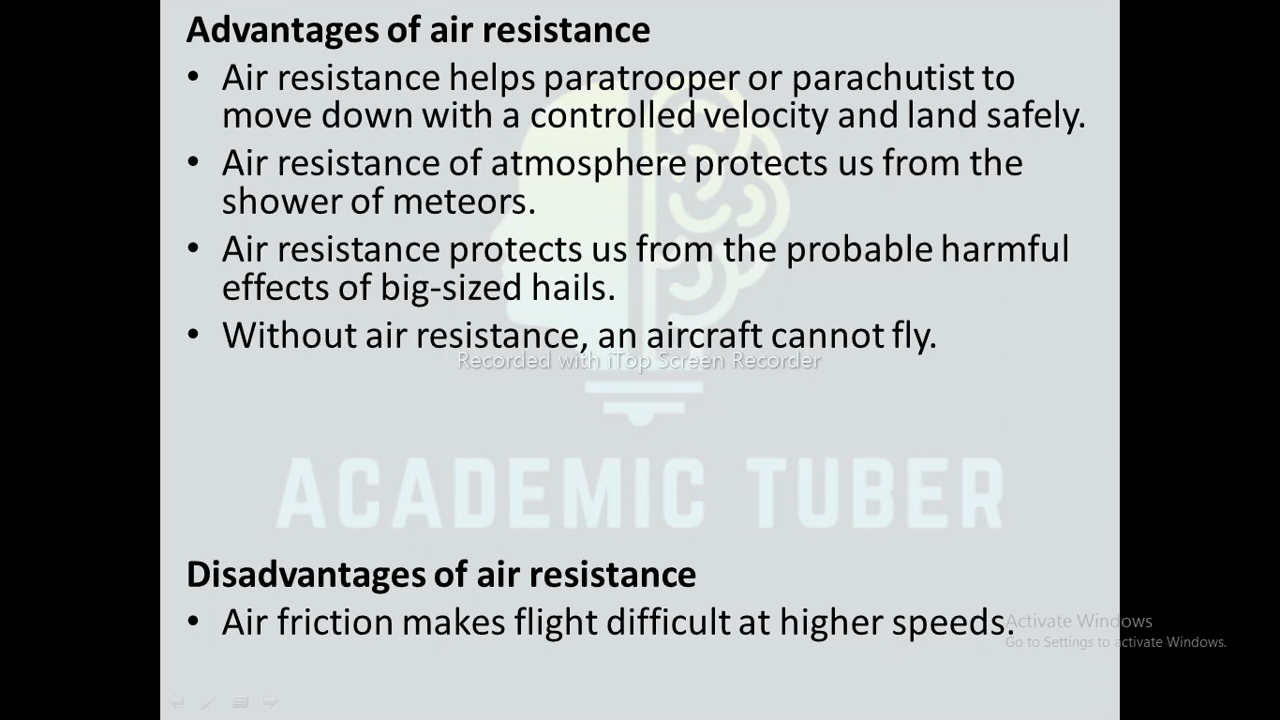 Advantages of air resistance
• Air resistance helps paratrooper or parachutist to
move down with a controlled velocity and land safely.
• Air resistance of atmosphere protects us from the
shower of meteors.
• Air resistance protects us from the probable harmful
effects of big-sized hails.
• Without air resistance, an aircraft cannot fly.
Recorded with iTop Screen Recorder
ACADEMIC TUBER
Disadvantages of air resistance
• Air friction makes flight difficult at higher speeds.
Activate Windows
Go to Settings to activate Windows.